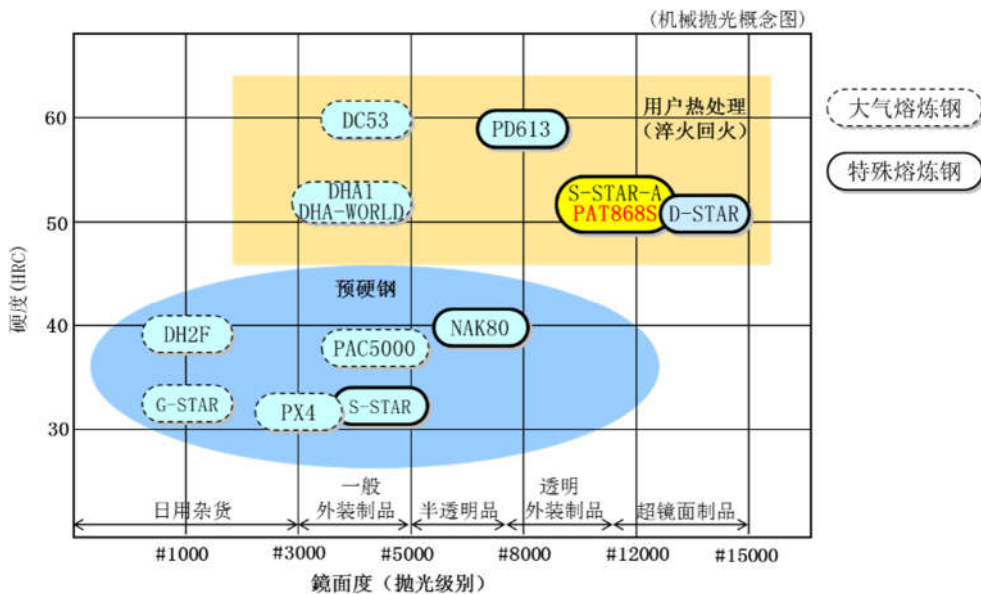 (机械抛光概念图)
60
50
40
30
硬度(HRC)
DC53
PD613
用户热处理
(淬火回火)
大气熔炼钢
特殊熔炼钢
DHA1
DHA-WORLD
S-STAR-A
PAT868S
D-STAR
预硬钢
DH2F
PAC5000
NAK80
G-STAR
PX4
S-STAR
日用杂货
一般
外装制品
半透明品
透明
外装制品
超镜面制品
#1000
#3000
#5000
#8000
#12000
#15000
鏡面度(抛光级别)